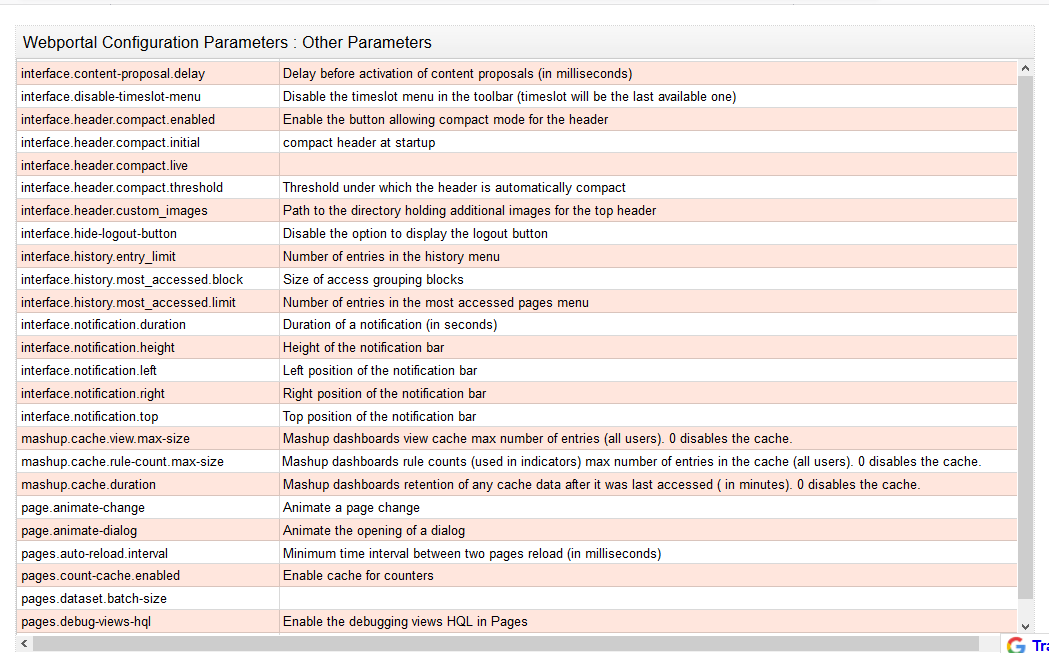 Webportal Configuration Parameters : Other Parameters
interface.content-proposal.delay Delay before activation of content proposals (in milliseconds)
interface.disable-timeslot-menu Disable the timeslot menu in the toolbar (timeslot will be the last available one)
interface.header.compact.enabled Enable the button allowing compact mode for the header
interface.header.compact.initial compact header at startup
interface.header.compact.live
interface.header.compact.threshold Threshold under which the header is automatically compact
interface.header.custom_images Path to the directory holding additional images for the top header
interface.hide-logout-button Disable the option to display the logout button
interface.history.entry_limit Number of entries in the history menu
interface.history.most_accessed.block Size of access grouping blocks
interface.history.most_accessed.limit Number of entries in the most accessed pages menu
interface.notification.duration Duration of a notification (in seconds)
interface.notification.height Height of the notification bar
interface.notification.left Left position of the notification bar
interface.notification.right Right position of the notification bar
interface.notification.top Top position of the notification bar
mashup.cache.view.max-size Mashup dashboards view cache max number of entries (all users). 0 disables the cache.
mashup.cache.rule-count.max-size Mashup dashboards rule counts (used in indicators) max number of entries in the cache (all users). 0 disables the cache.
mashup.cache.duration Mashup dashboards retention of any cache data after it was last accessed ( in minutes). 0 disables the cache.
page.animate-change Animate a page change
page.animate-dialog Animate the opening of a dialog
pages.auto-reload.interval Minimum time interval between two pages reload (in milliseconds)
pages.count-cache.enabled Enable cache for counters
pages.dataset.batch-size
pages.debug-views-hql Enable the debugging views HQL in Pages
G Tra